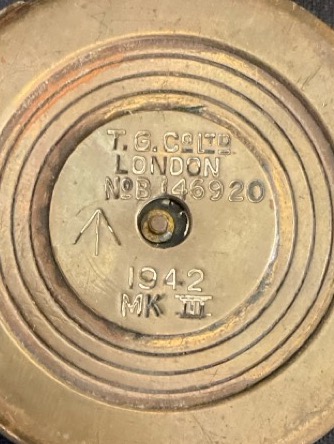 T. G. Co LTD
LONDON
No B 146920
1942
MK III